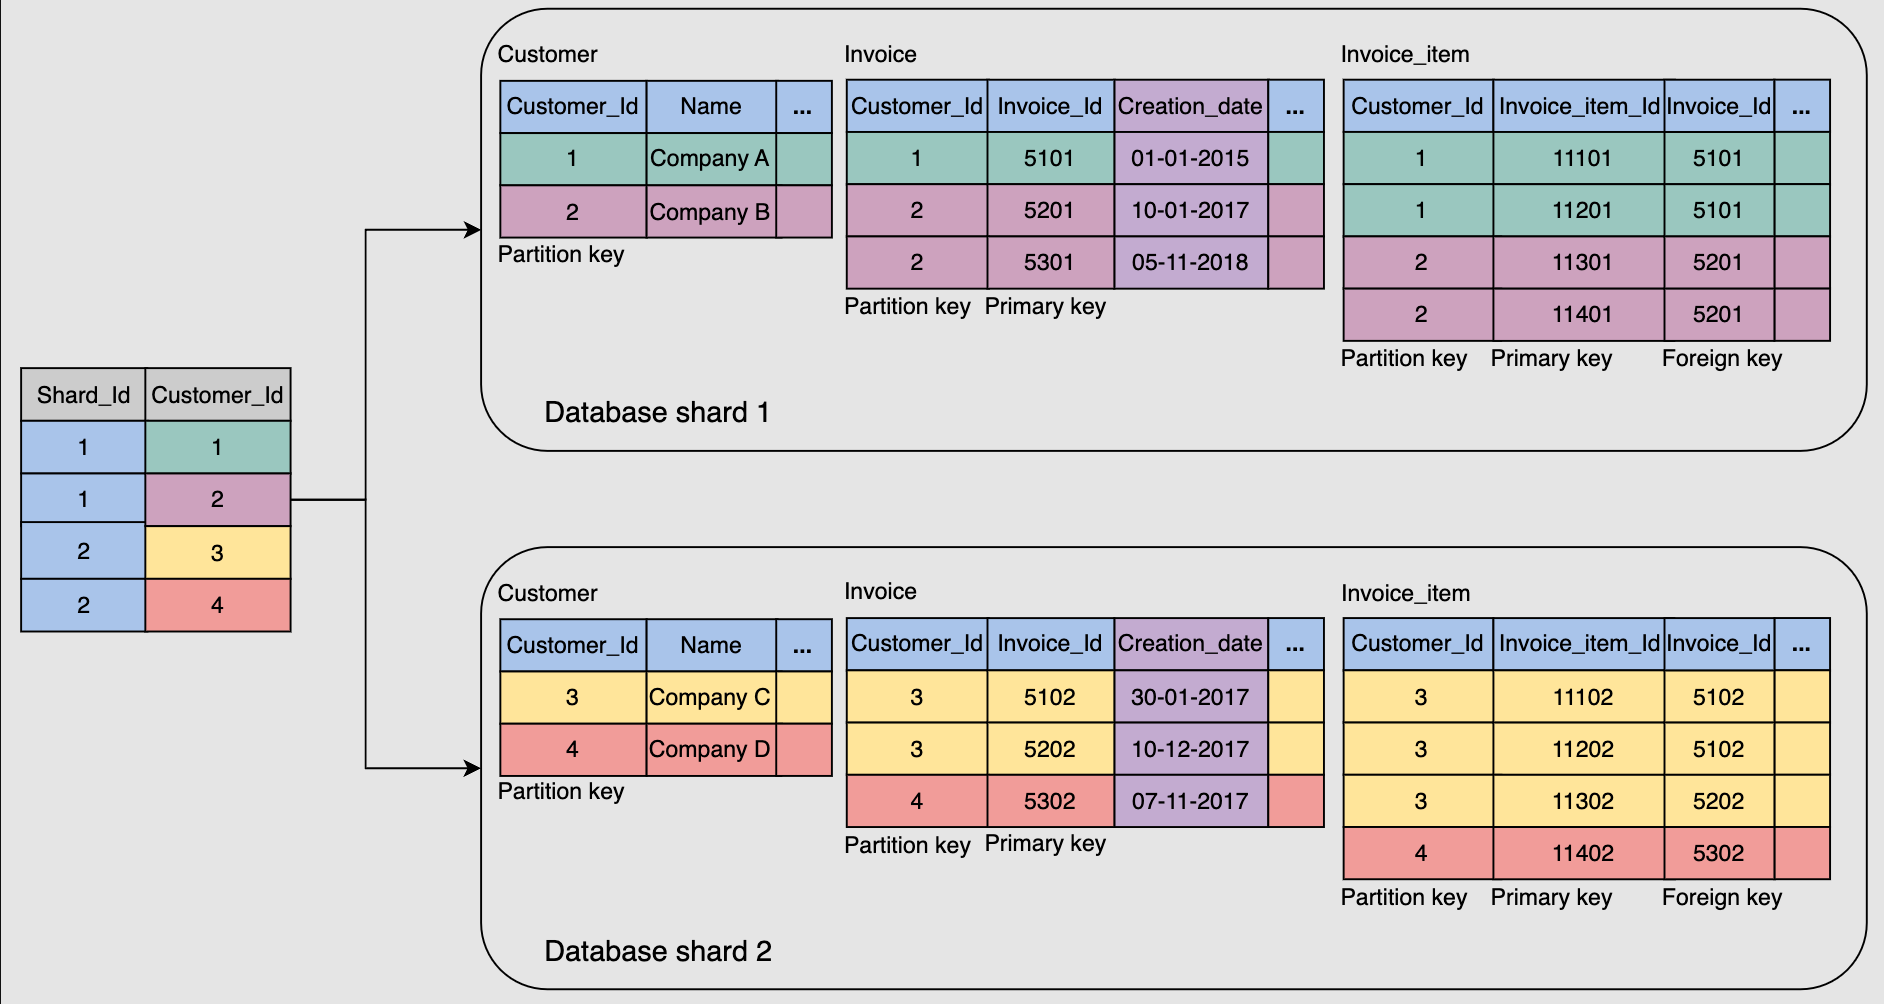 Shard_Id Customer_Id
1 1
1 2
2 3
2 4
Customer
Customer_Id Name ...
1 Company A
2 Company B
Partition key
Invoice
Customer_Id Invoice_Id Creation_date ...
1 5101 01-01-2015
2 5201 10-01-2017
2 5301 05-11-2018
Partition key Primary key
Invoice_item
Customer_Id Invoice_item_Id Invoice_Id ...
1 11101 5101
1 11201 5101
2 11301 5201
2 11401 5201
Partition key Primary key Foreign key
Database shard 1
Customer
Customer_Id Name ...
3 Company C
4 Company D
Partition key
Invoice
Customer_Id Invoice_Id Creation_date ...
3 5102 30-01-2017
3 5202 10-12-2017
4 5302 07-11-2017
Partition key Primary key
Invoice_item
Customer_Id Invoice_item_Id Invoice_Id ...
3 11102 5102
3 11202 5102
3 11302 5202
4 11402 5302
Partition key Primary key Foreign key
Database shard 2